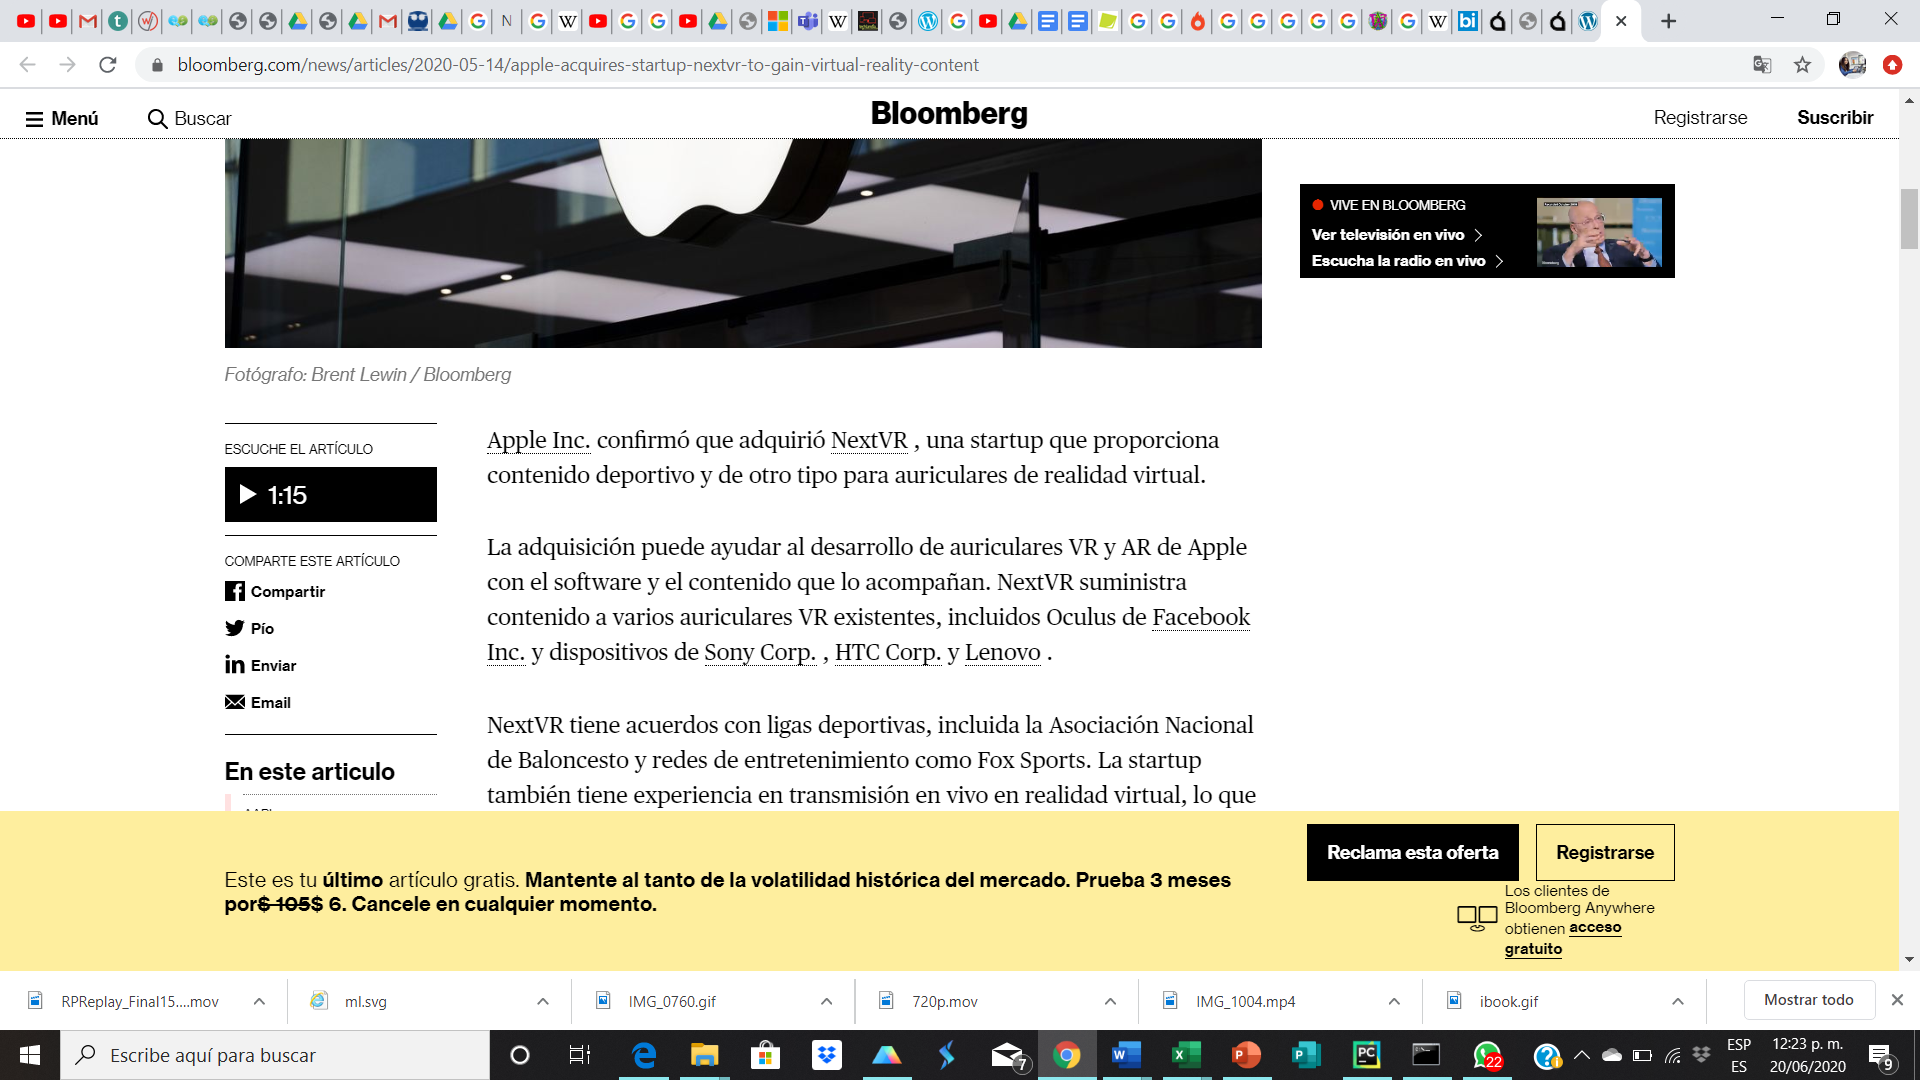 bloomberg.com/news/articles/2020-05-14/apple-acquires-startup-nextvr-to-gain-virtual-reality-content
Menú
Buscar
Bloomberg
Registrarse
Suscribir
VIVE EN BLOOMBERG
Ver televisión en vivo
Escucha la radio en vivo
Fotógrafo: Brent Lewin / Bloomberg
ESCUCHE EL ARTÍCULO
1:15
COMPARTE ESTE ARTÍCULO
Compartir
Pío
Enviar
Email
En este articulo
Apple Inc. confirmó que adquirió NextVR , una startup que proporciona
contenido deportivo y de otro tipo para auriculares de realidad virtual.
La adquisición puede ayudar al desarrollo de auriculares VR y AR de Apple
con el software y el contenido que lo acompañan. NextVR suministra
contenido a varios auriculares VR existentes, incluidos Oculus de Facebook
Inc. y dispositivos de Sony Corp. , HTC Corp. y Lenovo .
NextVR tiene acuerdos con ligas deportivas, incluida la Asociación Nacional
de Baloncesto y redes de entretenimiento como Fox Sports. La startup
también tiene experiencia en transmisión en vivo en realidad virtual, lo que
Este es tu último artículo gratis. Mantente al tanto de la volatilidad histórica del mercado. Prueba 3 meses
por$ 105$ 6. Cancele en cualquier momento.
Reclama esta oferta
Registrarse
Los clientes de
Bloomberg Anywhere
obtienen acceso
gratuito
RPReplay_Final15....mov
ml.svg
IMG_0760.gif
720p.mov
IMG_1004.mp4
ibook.gif
Mostrar todo
Escribe aquí para buscar
7
22
ESP
ES
12:23 p. m.
20/06/2020
9